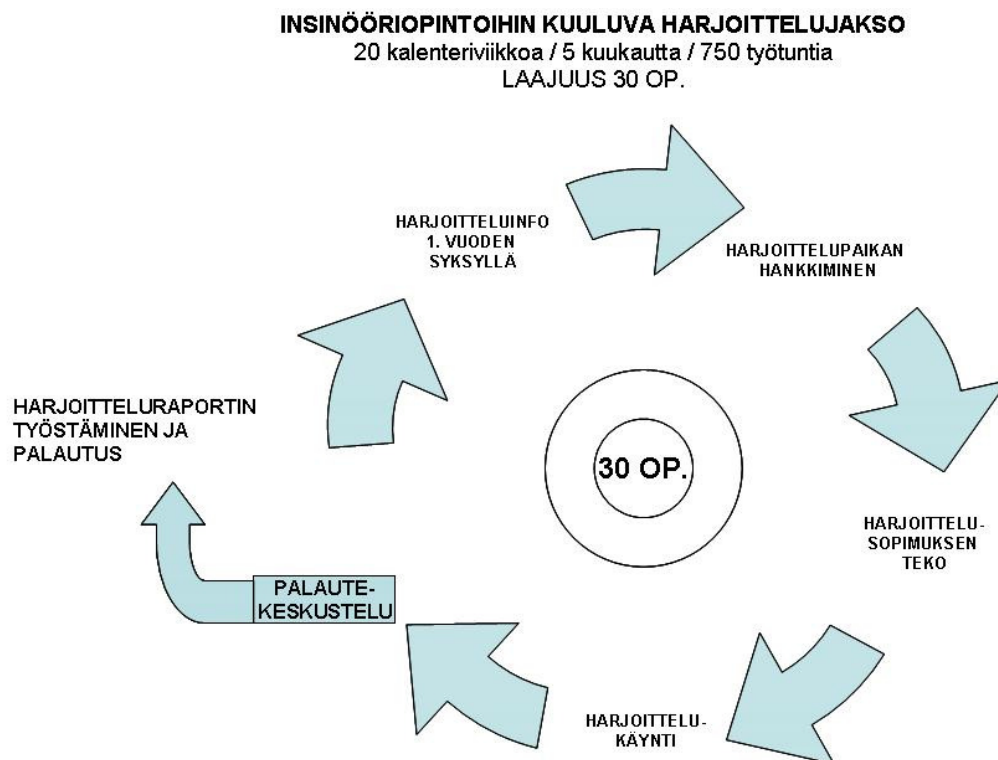 INSINÖÖRIOPINTOIHIN KUULUVA HARJOITTELUJAKSO
20 kalenteriviikkoa / 5 kuukautta / 750 työtuntia
LAAJUUS 30 OP.
HARJOITTELUINFO
1. VUODEN
SYKSYLLÄ
HARJOITTELUPAIKAN
HANKKIMINEN
HARJOITTELU-
SOPIMUKSEN
TEKO
HARJOITTELU-
KÄYNTI
PALAUTE-
KESKUSTELU
HARJOITTELURAPORTIN
TYÖSTÄMINEN JA
PALAUTUS
30 OP.